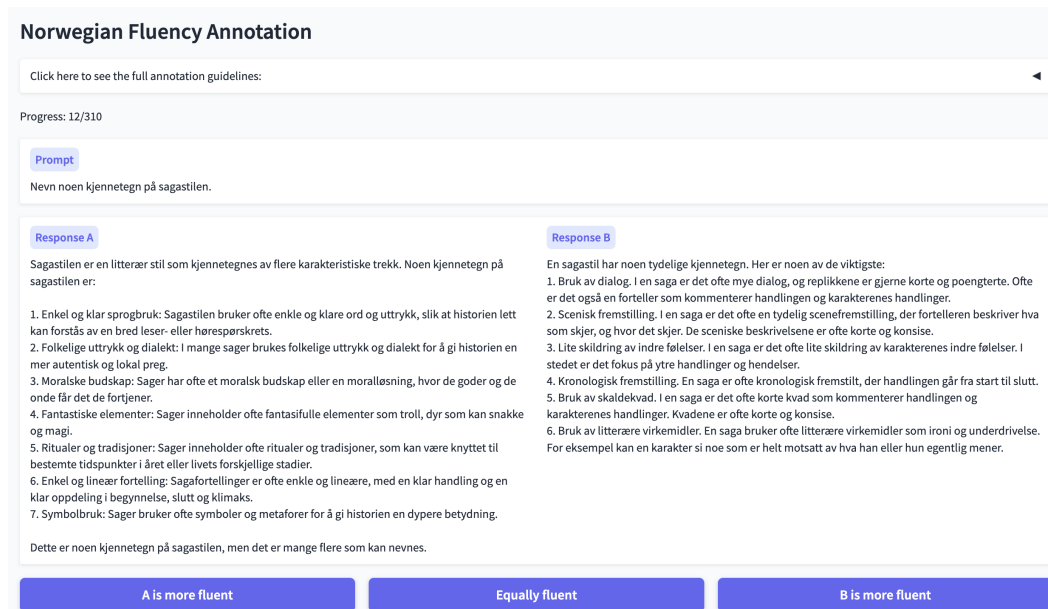 Norwegian Fluency Annotation
Click here to see the full annotation guidelines:
Progress: 12/310
Prompt
Nevn noen kjennetegn på sagastilen.
Response A
Sagastilen er en litterær stil som kjennetegnes av flere karakteristiske trekk. Noen kjennetegn på
sagastilen er:
1. Enkel og klar sprogbruk: Sagastilen bruker ofte enkle og klare ord og uttrykk, slik at historien lett
kan forstås av en bred leser- eller hørespørskrets.
2. Folkelige uttrykk og dialekt: I mange sager brukes folkelige uttrykk og dialekt for å gi historien en
mer autentisk og lokal preg.
3. Moralske budskap: Sager har ofte et moralsk budskap eller en moralløsning, hvor de goder og de
onde får det de fortjener.
4. Fantastiske elementer: Sager inneholder ofte fantasifulle elementer som troll, dyr som kan snakke
og magi.
5. Ritualer og tradisjoner: Sager inneholder ofte ritualer og tradisjoner, som kan være knyttet til
bestemte tidspunkter i året eller livets forskjellige stadier.
6. Enkel og lineær fortelling: Sagafortellinger er ofte enkle og lineære, med en klar handling og en
klar oppdeling i begynnelse, slutt og klimaks.
7. Symbolbruk: Sager bruker ofte symboler og metaforer for å gi historien en dypere betydning.
Dette er noen kjennetegn på sagastilen, men det er mange flere som kan nevnes.
Response B
En sagastil har noen tydelige kjennetegn. Her er noen av de viktigste:
1. Bruk av dialog. I en saga er det ofte mye dialog, og replikkene er gjerne korte og poengterte. Ofte
er det også en forteller som kommenterer handlingen og karakterenes handlinger.
2. Scenisk fremstilling. I en saga er det ofte en tydelig scenefremstilling, der fortelleren beskriver hva
som skjer, og hvor det skjer. De sceniske beskrivelsene er ofte korte og konsise.
3. Lite skildring av indre følelser. I en saga er det ofte lite skildring av karakterenes indre følelser. I
stedet er det fokus på ytre handlinger og hendelser.
4. Kronologisk fremstilling. En saga er ofte kronologisk fremstilt, der handlingen går fra start til slutt.
5. Bruk av skaldekvad. I en saga er det ofte korte kvad som kommenterer handlingen og
karakterenes handlinger. Kvadene er ofte korte og konsise.
6. Bruk av litterære virkemidler. En saga bruker ofte litterære virkemidler som ironi og underdrivelse.
For eksempel kan en karakter si noe som er helt motsatt av hva han eller hun egentlig mener.
A is more fluent
Equally fluent
B is more fluent